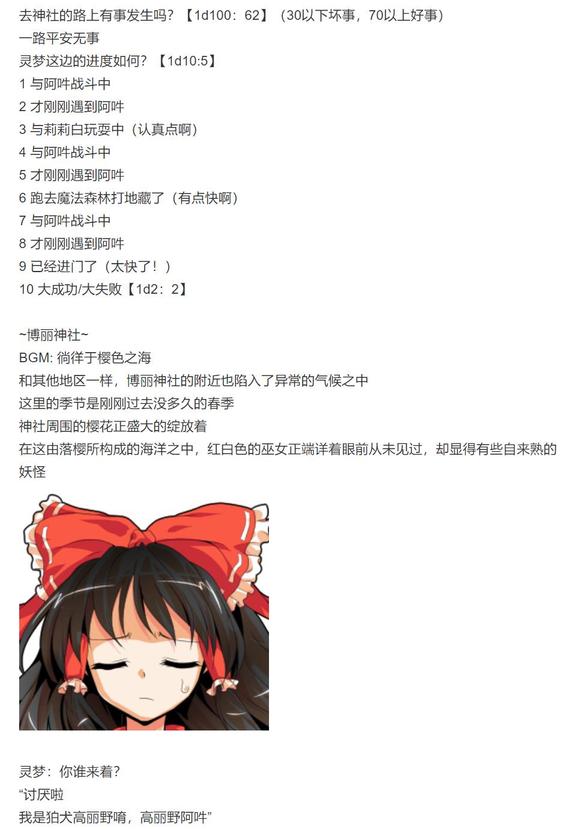 去神社的路上有事发生吗？【1d100：62】（30以下坏事，70以上好事）
一路平安无事
灵梦这边的进度如何？【1d10:5】
1 与阿吽战斗中
2 才刚刚遇到阿吽
3 与莉莉白玩耍中（认真点啊）
4 与阿吽战斗中
5 才刚刚遇到阿吽
6 跑去魔法森林打地藏了（有点快啊）
7 与阿吽战斗中
8 才刚刚遇到阿吽
9 已经进门了（太快了！）
10 大成功/大失败【1d2：2】
~博丽神社~
BGM: 徜徉于樱色之海
和其他地区一样，博丽神社的附近也陷入了异常的气候之中
这里的季节是刚刚过去没多久的春季
神社周围的樱花正盛大的绽放着
在这由落樱所构成的海洋之中，红白色的巫女正端详着眼前从未见过，却显得有些自来熟的
妖怪
灵梦：你谁来着？
“讨厌啦
我是狛犬高丽野唷，高丽野阿吽”